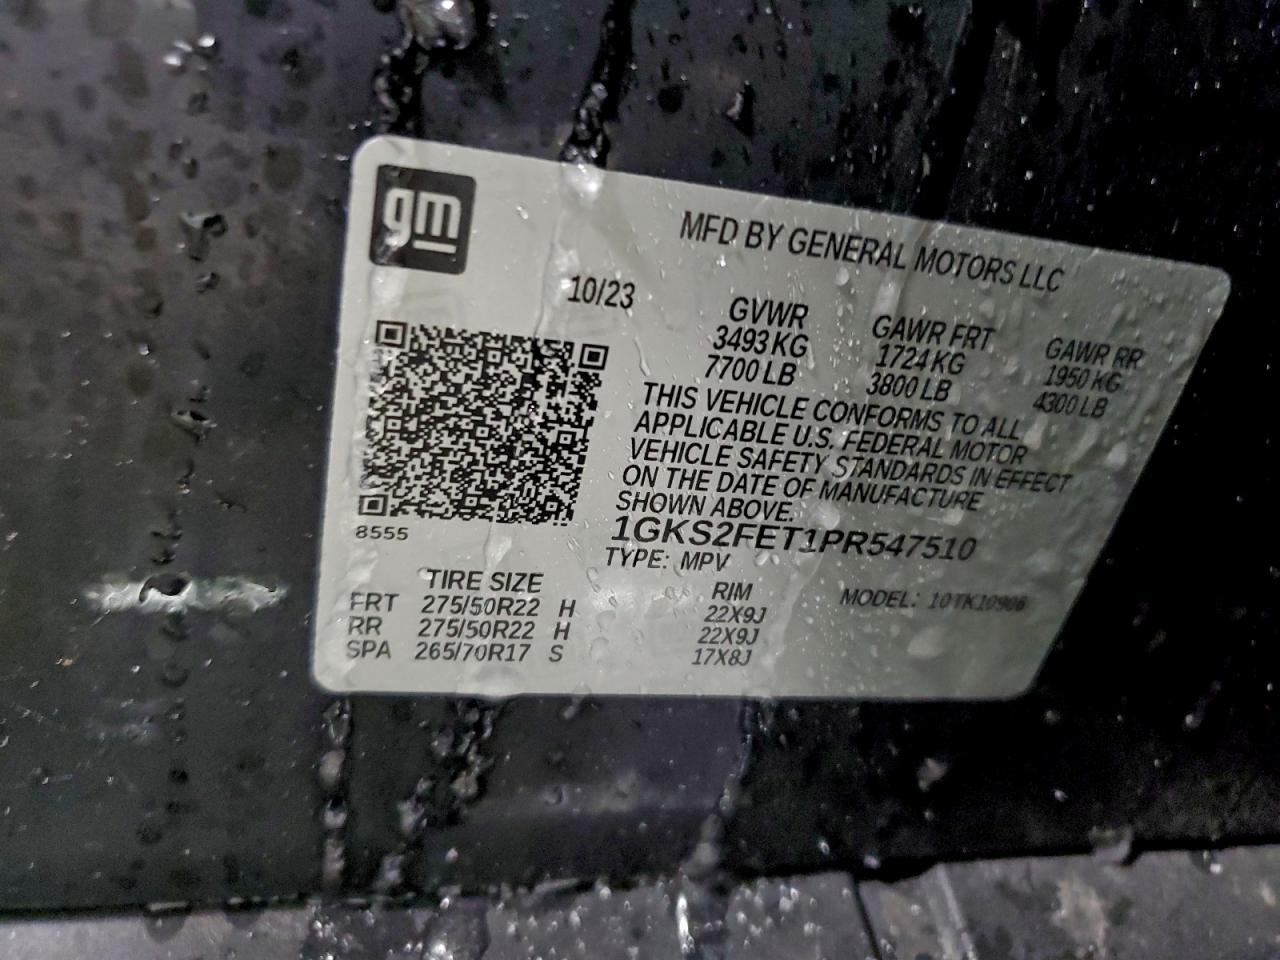 gm
MFD BY GENERAL MOTORS LLC
10/23
GVWR GAWR FRT GAWR RR
3493 KG 1724 KG 1950 KG
7700 LB 3800 LB 4300 LB
THIS VEHICLE CONFORMS TO ALL
APPLICABLE U.S. FEDERAL MOTOR
VEHICLE SAFETY STANDARDS IN EFFECT
ON THE DATE OF MANUFACTURE
SHOWN ABOVE.
8555
1GKS2FET1PR547510
TYPE: MPV
TIRE SIZE RIM MODEL: 10TK10906
FRT 275/50R22 H 22X9J
RR 275/50R22 H 22X9J
SPA 265/70R17 S 17X8J